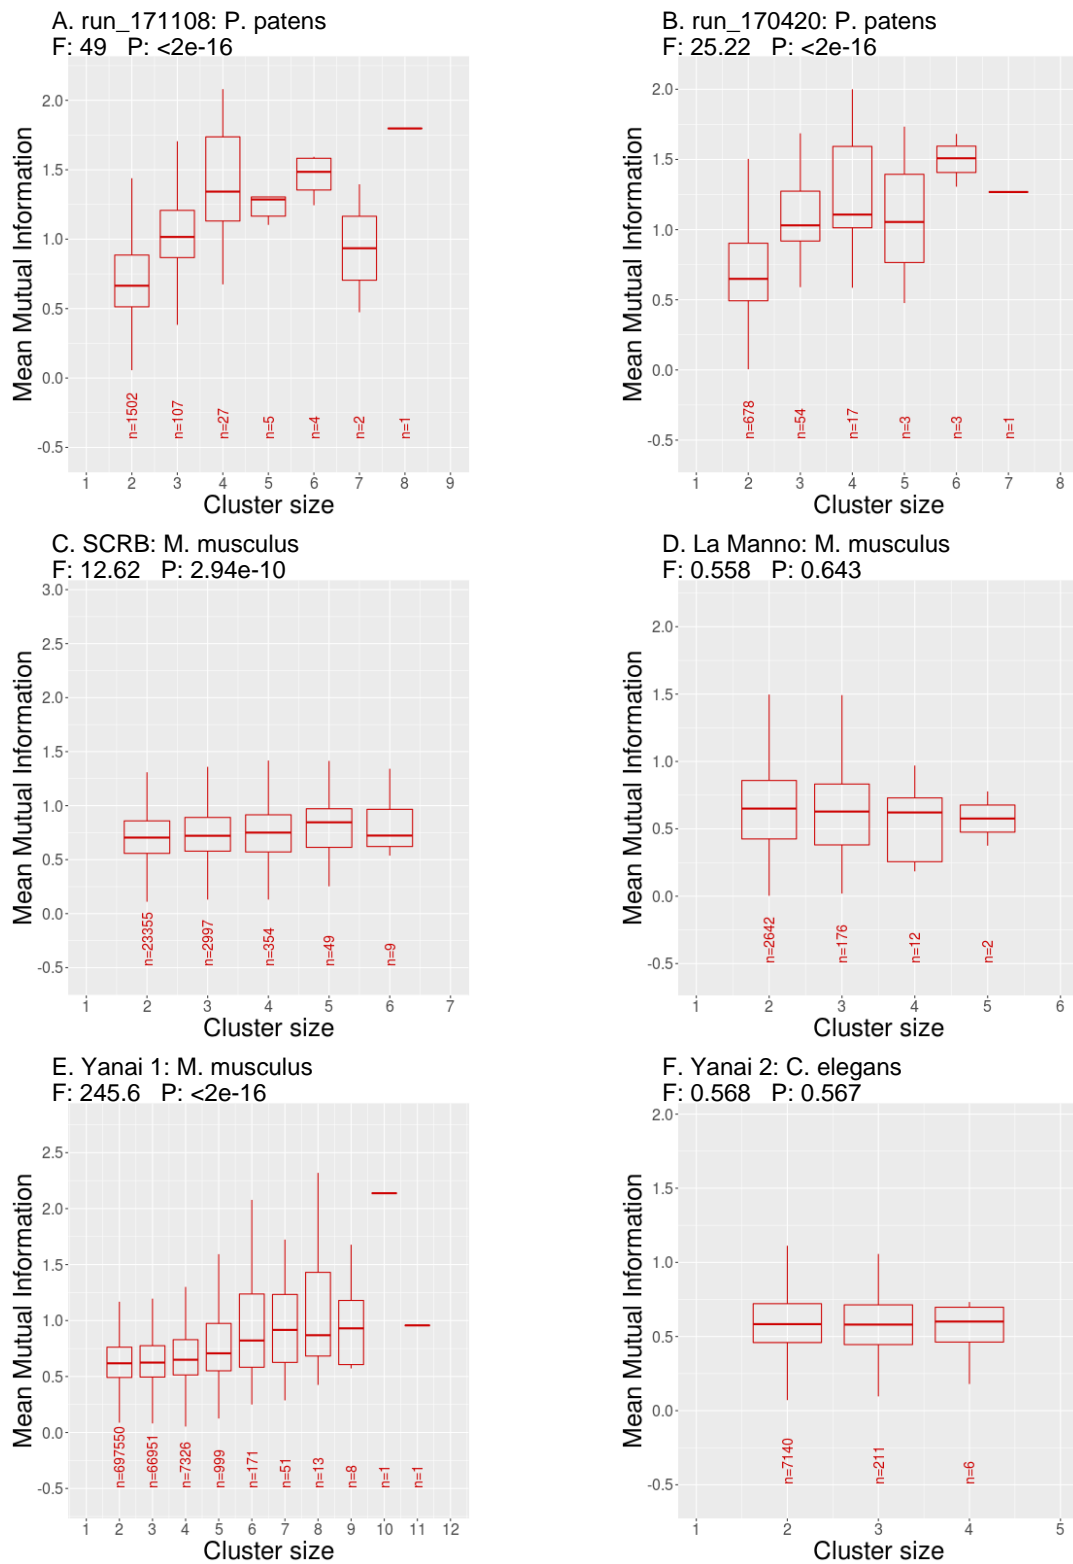 A. run_171108: P. patens
F: 49   P: <2e-16
Mean Mutual Information
2.0
1.5
1.0
0.5
0.0
-0.5
n=1502
n=107
n=27
n=5
n=4
n=2
n=1
1 2 3 4 5 6 7 8 9
Cluster size
B. run_170420: P. patens
F: 25.22   P: <2e-16
Mean Mutual Information
2.0
1.5
1.0
0.5
0.0
-0.5
n=678
n=54
n=17
n=3
n=3
n=1
1 2 3 4 5 6 7 8
Cluster size
C. SCRB: M. musculus
F: 12.62   P: 2.94e-10
Mean Mutual Information
3.0
2.5
2.0
1.5
1.0
0.5
0.0
-0.5
n=23355
n=2997
n=354
n=49
n=9
1 2 3 4 5 6 7
Cluster size
D. La Manno: M. musculus
F: 0.558   P: 0.643
Mean Mutual Information
2.0
1.5
1.0
0.5
0.0
-0.5
n=2642
n=176
n=12
n=2
1 2 3 4 5 6
Cluster size
E. Yanai 1: M. musculus
F: 245.6   P: <2e-16
Mean Mutual Information
2.5
2.0
1.5
1.0
0.5
0.0
-0.5
n=697550
n=66951
n=7326
n=999
n=171
n=51
n=13
n=8
n=1
n=1
1 2 3 4 5 6 7 8 9 10 11 12
Cluster size
F. Yanai 2: C. elegans
F: 0.568   P: 0.567
Mean Mutual Information
2.0
1.5
1.0
0.5
0.0
-0.5
n=7140
n=211
n=6
1 2 3 4 5
Cluster size